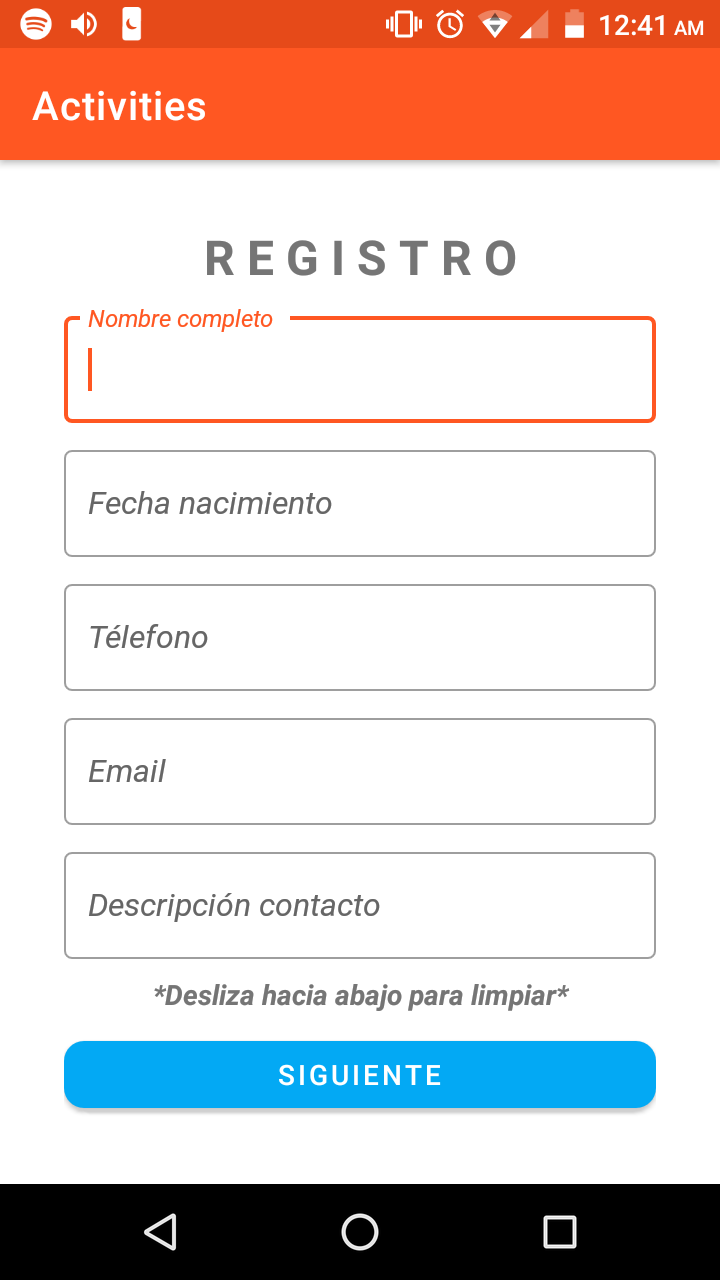 12:41 AM
Activities
REGISTRO
Nombre completo
Fecha nacimiento
Télefono
Email
Descripción contacto
*Desliza hacia abajo para limpiar*
SIGUIENTE